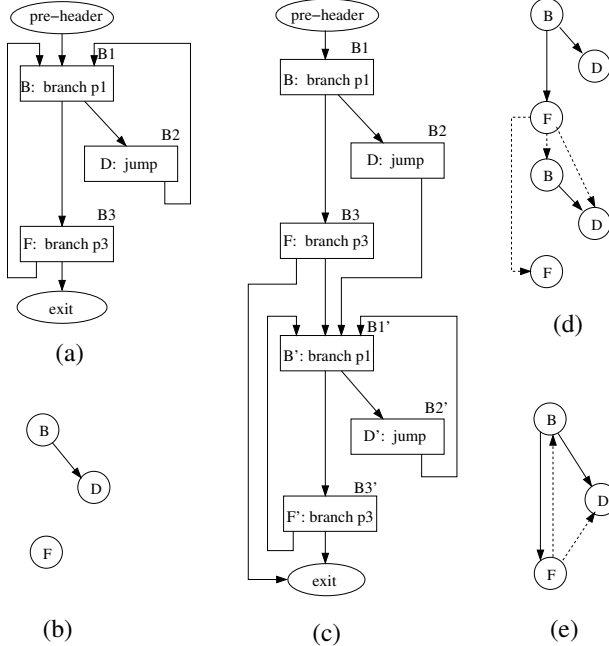 pre-header
B1
B: branch p1
B2
D: jump
B3
F: branch p3
exit
(a)
B
D
F
(b)
pre-header
B1
B: branch p1
B2
D: jump
B3
F: branch p3
B1'
B': branch p1
B2'
D': jump
B3'
F': branch p3
exit
(c)
B
D
F
B
D
F
(d)
B
D
F
(e)